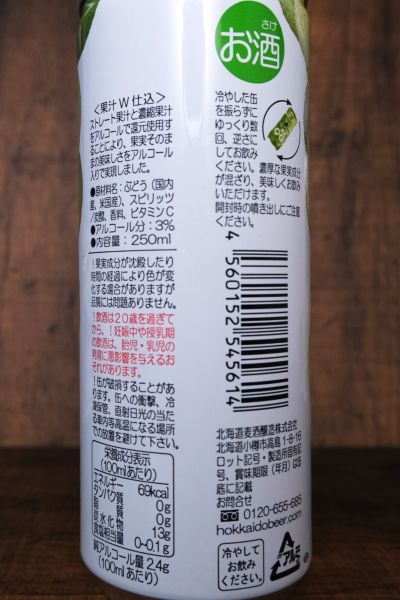 さけ
お酒
＜果汁W仕込＞
ストレート果汁と濃縮果汁
をアルコールで還元使用す
ることにより、果実そのま
まの美味しさをアルコール
入りで実現しました。
●原材料名:ぶどう(国内
産、米国産)、スピリッツ
/炭酸、香料、ビタミンC
●アルコール分:3%
●内容量:250ml
!果実成分が沈殿したり
時間の経過により色が変
化する場合がありますが
品質には問題ありません。
!飲酒は20歳を過ぎて
から。!妊娠中や授乳期
の飲酒は、胎児・乳児の
発育に悪影響を与えるお
それがあります。
!缶が破損することがあ
ります。缶への衝撃、冷
凍保管、直射日光の当た
る車内等高温になる場所
での放置を避けて下さい。
栄養成分表示
(100mlあたり)
エネルギー 69kcal
タンパク質 0g
脂質 0g
炭水化物 13g
食塩相当量 0~0.1g
純アルコール量 2.4g
(100mlあたり)
冷やした缶
を振らずに
ゆっくり数
回、逆さに
してお飲み
ください。濃厚な果実成分
が混ざり、美味しくお飲み
いただけます。
開封時の噴き出しにご注意
ください。
4 560152 545614
北海道麦酒醸造株式会社
北海道小樽市高島1-8-16
ロット記号・製造所固有記
号、賞味期限(年月)は缶
底に記載
お問合せ
0120-655-685
hokkaidobeer.com
冷やして
お飲み
ください。
アルミ